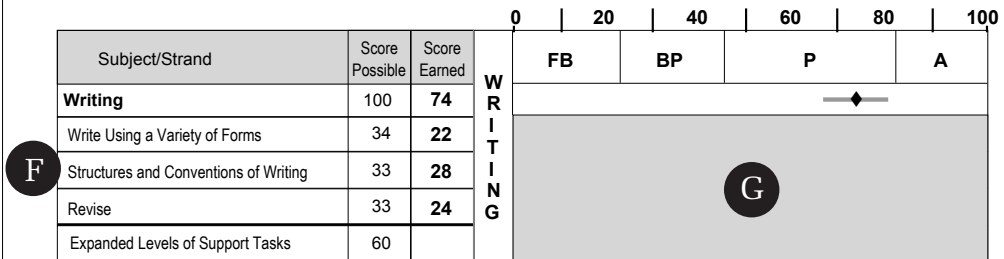 0 | 20 | 40 | 60 | 80 | 100
Subject/Strand Score Possible Score Earned
FB BP P A
WRITING
Writing 100 74
Write Using a Variety of Forms 34 22
F
Structures and Conventions of Writing 33 28
G
Revise 33 24
Expanded Levels of Support Tasks 60